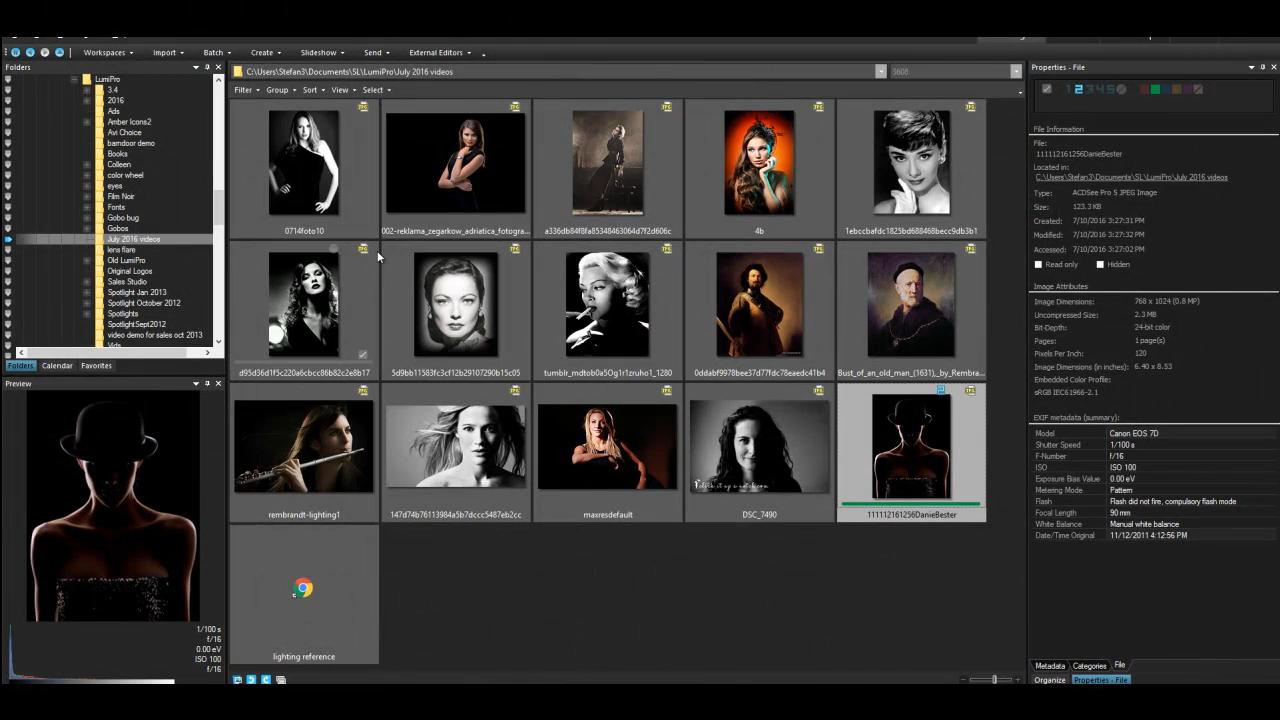 Workspaces Import Batch Create Slideshow Send External Editors
Folders
LumiPro
3.4
2016
Ads
Amber Icons2
Avi Choice
barndoor demo
Books
Colleen
color wheel
eyes
Film Noir
Fonts
Gobo bug
Gobos
July 2016 videos
lens flare
Old LumiPro
Original Logos
Sales Studio
Spotlight Jan 2013
Spotlight October 2012
Spotlights
SpotlightSept2012
video demo for sales oct 2013
Vids
Folders Calendar Favorites
Preview
1/100 s
f/16
0.00 eV
ISO 100
f/16
C:\Users\Stefan3\Documents\SL\LumiPro\July 2016 videos
3608
Filter Group Sort View Select
0714foto10
002-reklama_zegarkow_adriatica_fotogra...
a336db84f8fa85348463064d7f2d606c
4b
1ebccbafdc1825bd688468becc9db3b1
d95d36d1f5c220a6cbcc86b82c2e8b17
5d9bb11583fc3cf12b29107290b15c05
tumblr_mdtob0a5Og1r1zruho1_1280
0ddabf9978bee37d77fdc78eaedc41b4
Bust_of_an_old_man_(1631),_by_Rembra...
rembrandt-lighting1
147d74b76113984a5b7dccc5487eb2cc
maxresdefault
DSC_7490
111112161256DanieBester
lighting reference
Properties - File
1 2 3 4 5
File Information
File:
111112161256DanieBester
Located in:
C:\Users\Stefan3\Documents\SL\LumiPro\July 2016 videos
Type: ACDSee Pro 5 JPEG Image
Size: 123.3 KB
Created: 7/10/2016 3:27:31 PM
Modified: 7/10/2016 3:27:32 PM
Accessed: 7/10/2016 3:27:02 PM
Read only Hidden
Image Attributes
Image Dimensions: 768 x 1024 (0.8 MP)
Uncompressed Size: 2.3 MB
Bit-Depth: 24-bit color
Pages: 1 page(s)
Pixels Per Inch: 120
Image Dimensions (in inches): 6.40 x 8.53
Embedded Color Profile:
sRGB IEC61966-2.1
EXIF metadata (summary):
Model Canon EOS 7D
Shutter Speed 1/100 s
F-Number f/16
ISO ISO 100
Exposure Bias Value 0.00 eV
Metering Mode Pattern
Flash Flash did not fire, compulsory flash mode
Focal Length 90 mm
White Balance Manual white balance
Date/Time Original 11/12/2011 4:12:56 PM
Metadata Categories File
Organize Properties - File